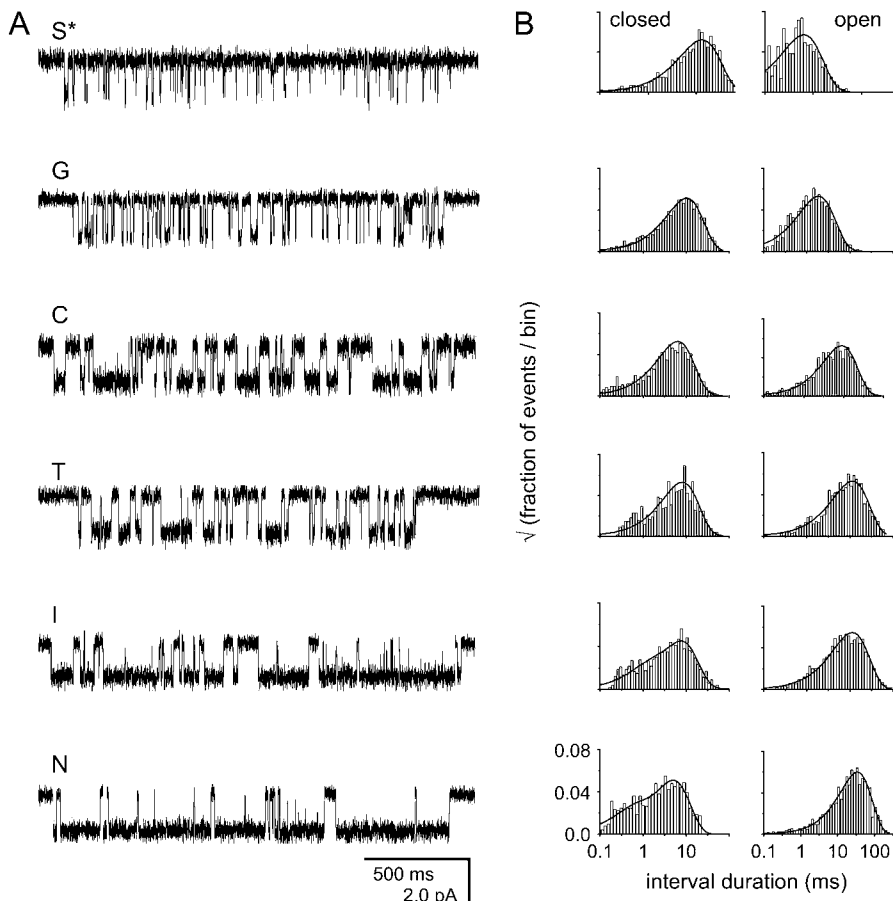 A
B
S*
closed
open
G
C
T
I
N
√ (fraction of events / bin)
0.08
0.04
0.0
0.1 1 10
0.1 1 10 100
interval duration (ms)
500 ms
2.0 pA